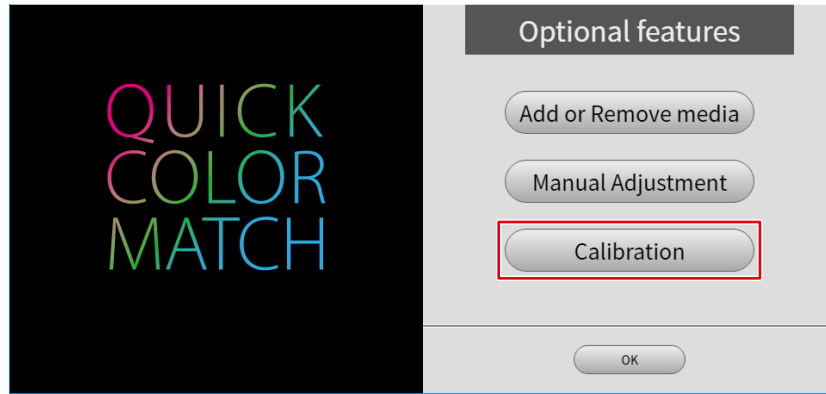 QUICK
COLOR
MATCH
Optional features
Add or Remove media
Manual Adjustment
Calibration
OK